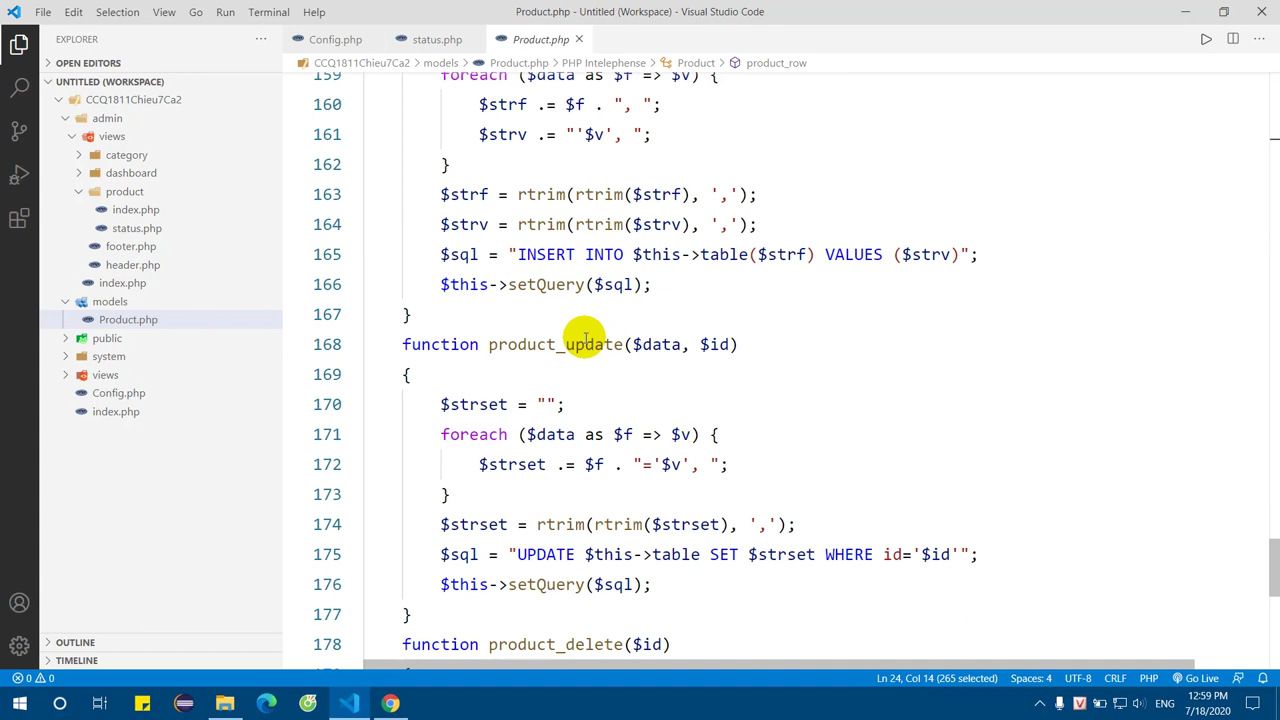 File Edit Selection View Go Run Terminal Help
Product.php - Untitled (Workspace) - Visual Studio Code
EXPLORER
OPEN EDITORS
UNTITLED (WORKSPACE)
CCQ1811Chieu7Ca2
admin
views
category
dashboard
product
index.php
status.php
footer.php
header.php
index.php
models
Product.php
public
system
views
Config.php
index.php
OUTLINE
TIMELINE
Config.php status.php Product.php
CCQ1811Chieu7Ca2 > models > Product.php > PHP Intelephense > Product > product_row
159 foreach ($data as $f => $v) {
160 $strf .= $f . ", ";
161 $strv .= "'$v', ";
162 }
163 $strf = rtrim(rtrim($strf), ',');
164 $strv = rtrim(rtrim($strv), ',');
165 $sql = "INSERT INTO $this->table($strf) VALUES ($strv)";
166 $this->setQuery($sql);
167 }
168 function product_update($data, $id)
169 {
170 $strset = "";
171 foreach ($data as $f => $v) {
172 $strset .= $f . "='$v', ";
173 }
174 $strset = rtrim(rtrim($strset), ',');
175 $sql = "UPDATE $this->table SET $strset WHERE id='$id'";
176 $this->setQuery($sql);
177 }
178 function product_delete($id)
0 0 Ln 24, Col 14 (265 selected) Spaces: 4 UTF-8 CRLF PHP Go Live
ENG 12:59 PM
7/18/2020